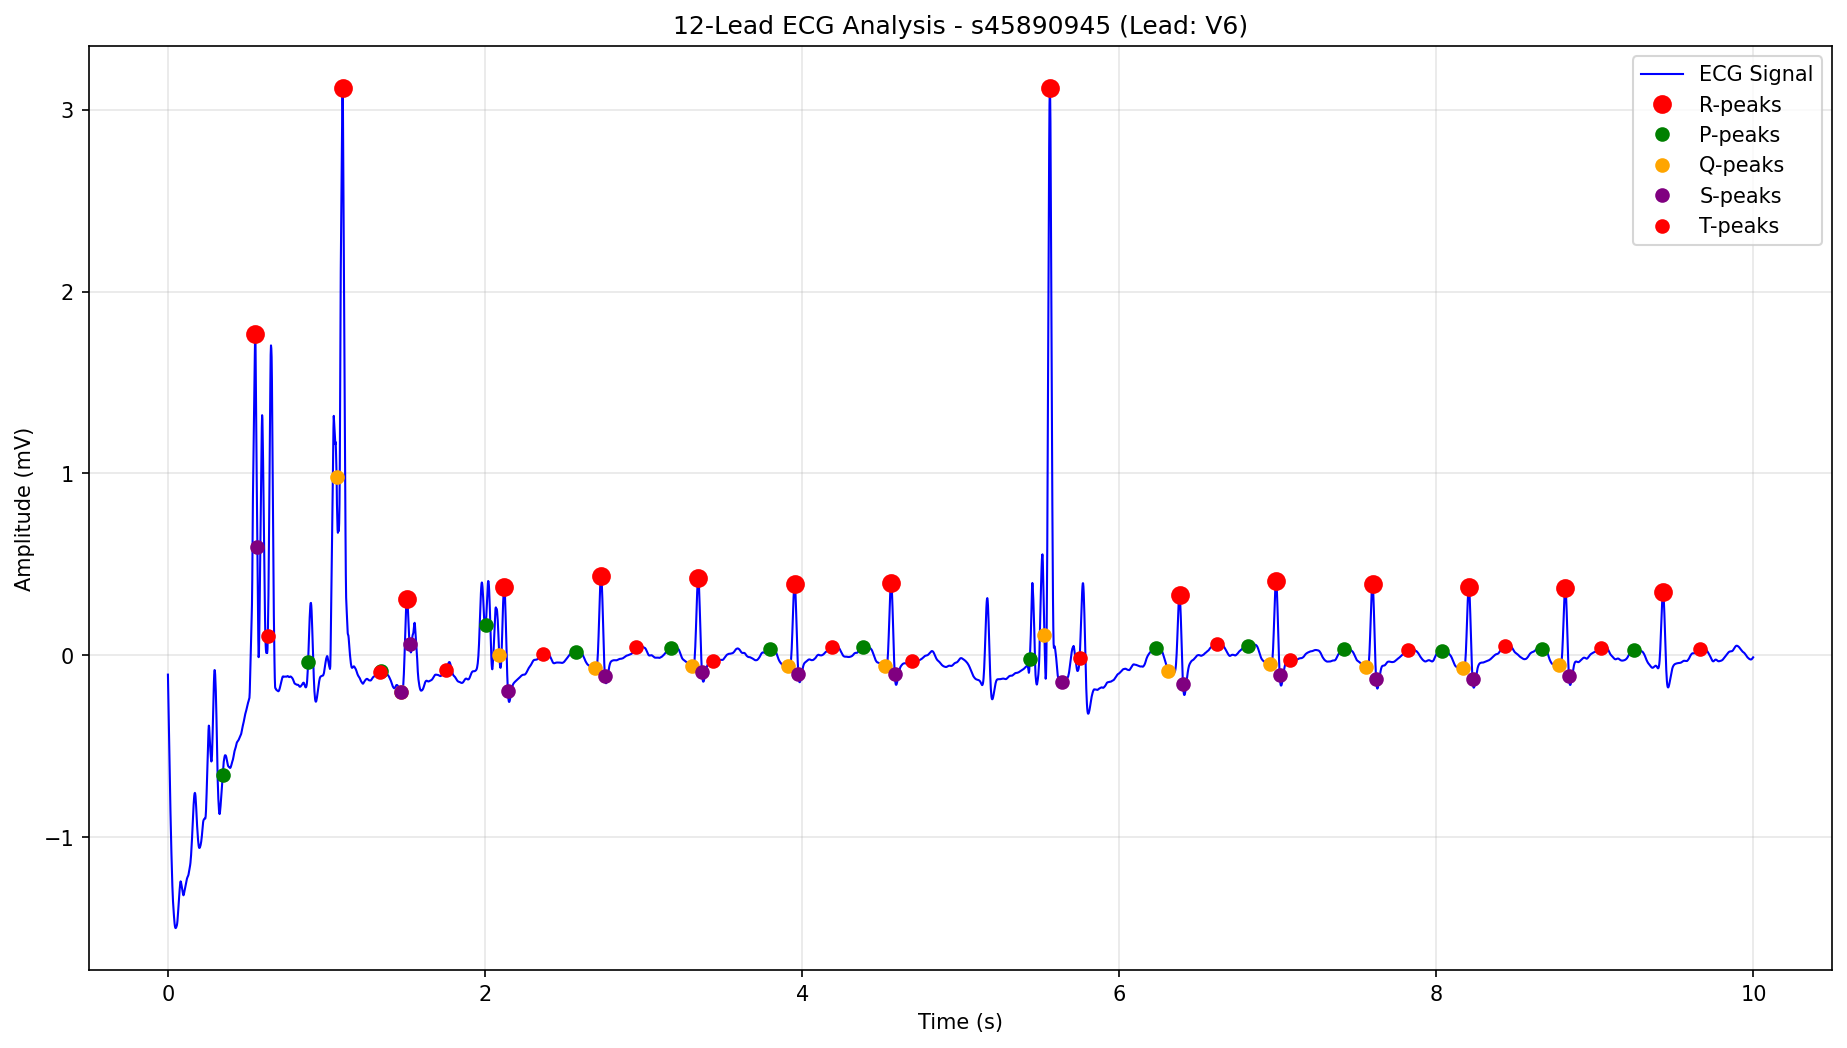 12-Lead ECG Analysis - s45890945 (Lead: V6)
ECG Signal
R-peaks
P-peaks
Q-peaks
S-peaks
T-peaks
Amplitude (mV)
3
2
1
0
−1
0
2
4
6
8
10
Time (s)